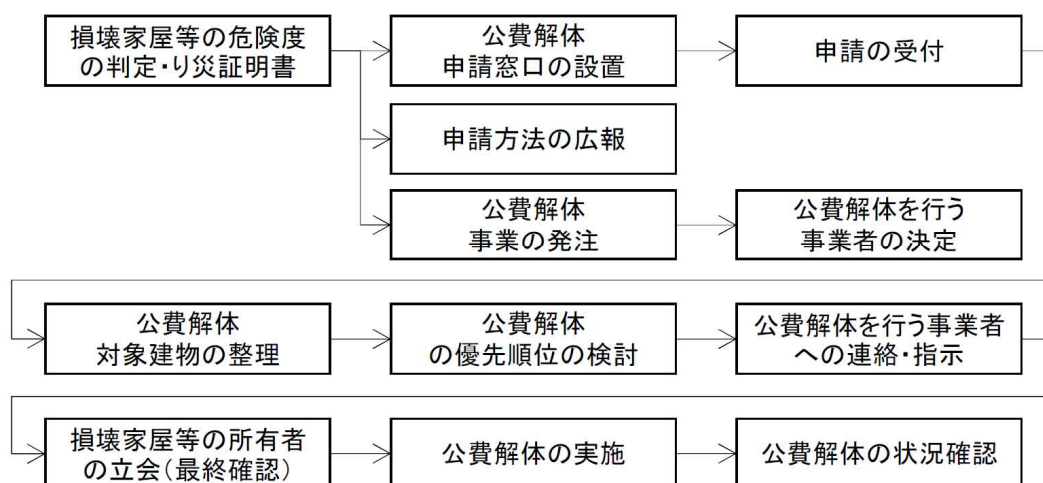 損壊家屋等の危険度
の判定・り災証明書
公費解体
申請窓口の設置
申請の受付
申請方法の広報
公費解体
事業の発注
公費解体を行う
事業者の決定
公費解体
対象建物の整理
公費解体
の優先順位の検討
公費解体を行う事業者
への連絡・指示
損壊家屋等の所有者
の立会(最終確認)
公費解体の実施
公費解体の状況確認